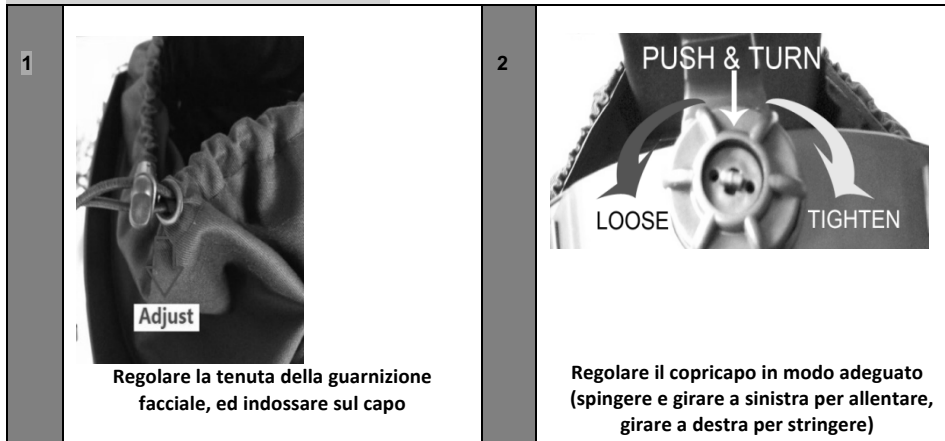 1
Adjust
Regolare la tenuta della guarnizione
facciale, ed indossare sul capo
2
PUSH & TURN
LOOSE
TIGHTEN
Regolare il copricapo in modo adeguato
(spingere e girare a sinistra per allentare,
girare a destra per stringere)